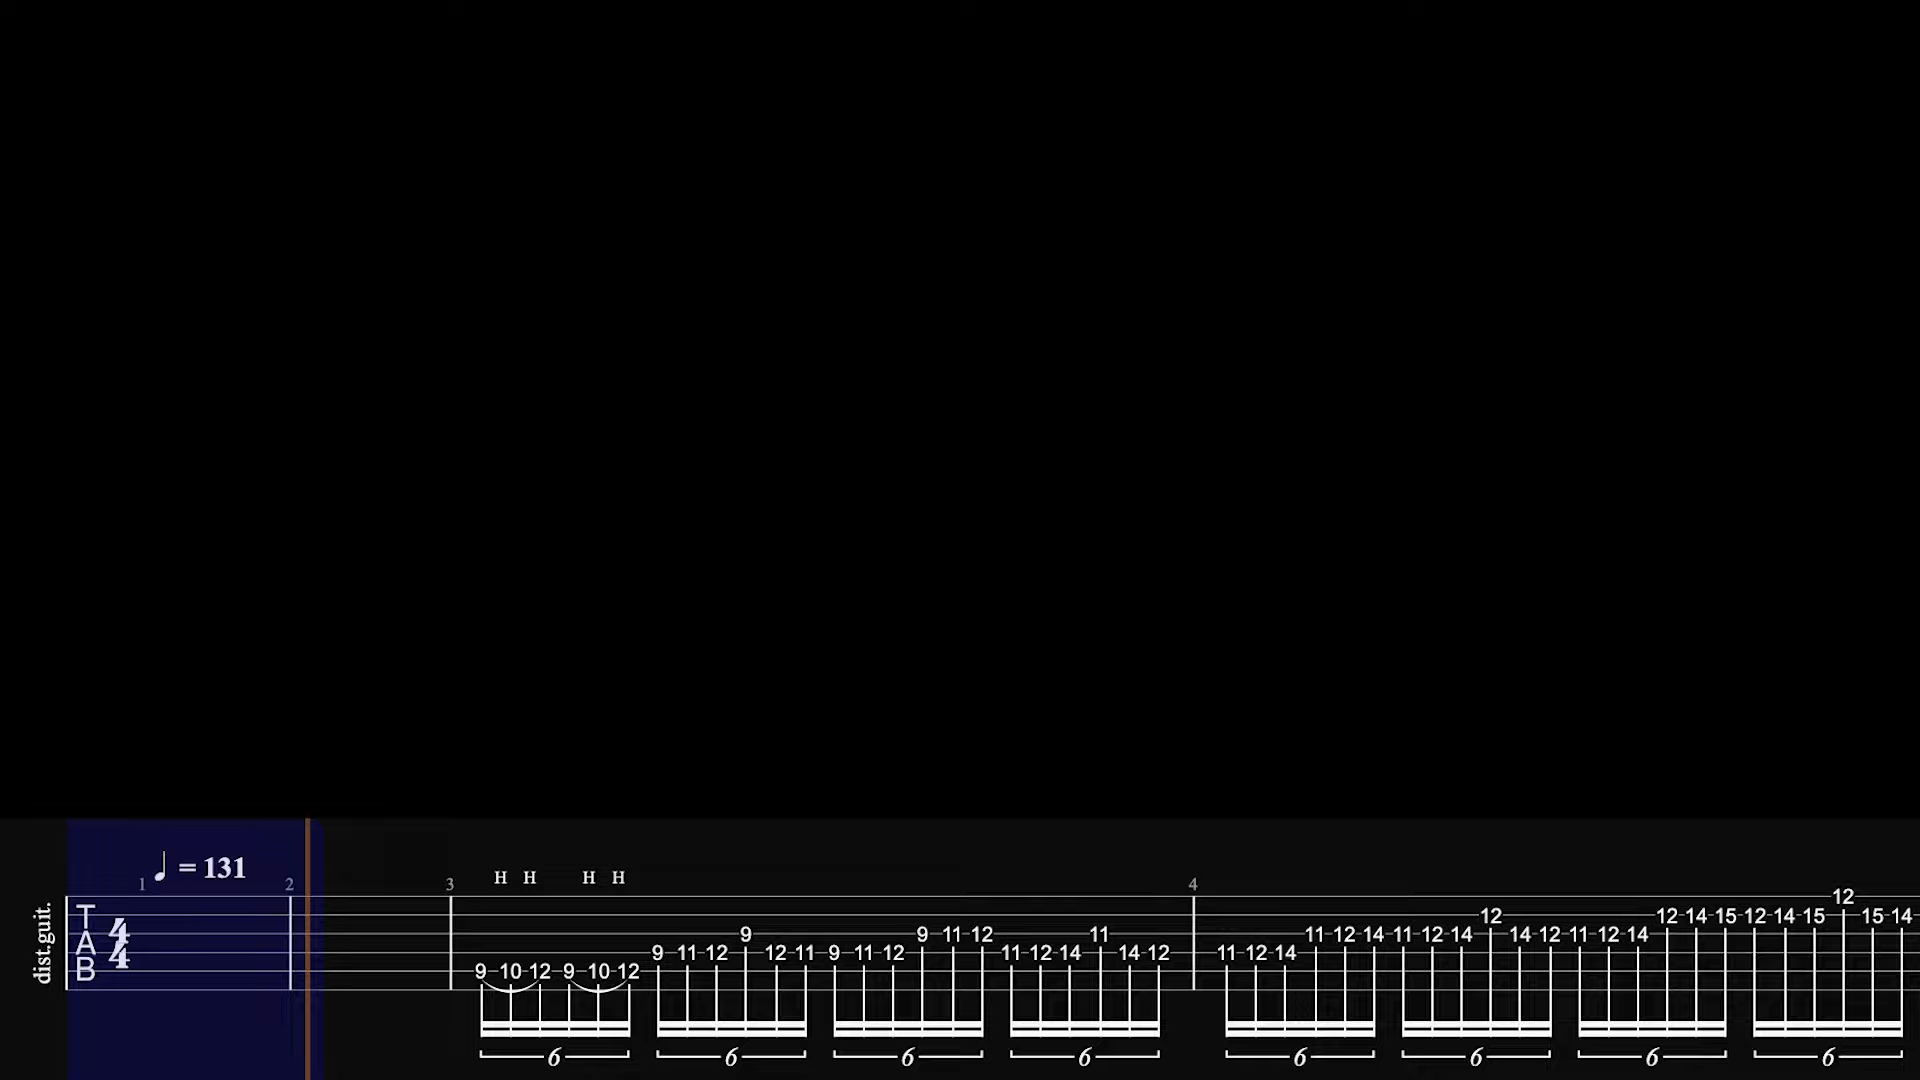 ♩ = 131
1 2 3 H H H H 4
dist.guit.
TAB
4/4
12
12 12 14 15 12 14 15 15 14
9 9 11 12 11 11 12 14 11 12 14 14 12 11 12 14
9 11 12 12 11 9 11 12 11 12 14 14 12 11 12 14
9 10 12 9 10 12
6 6 6 6 6 6 6 6